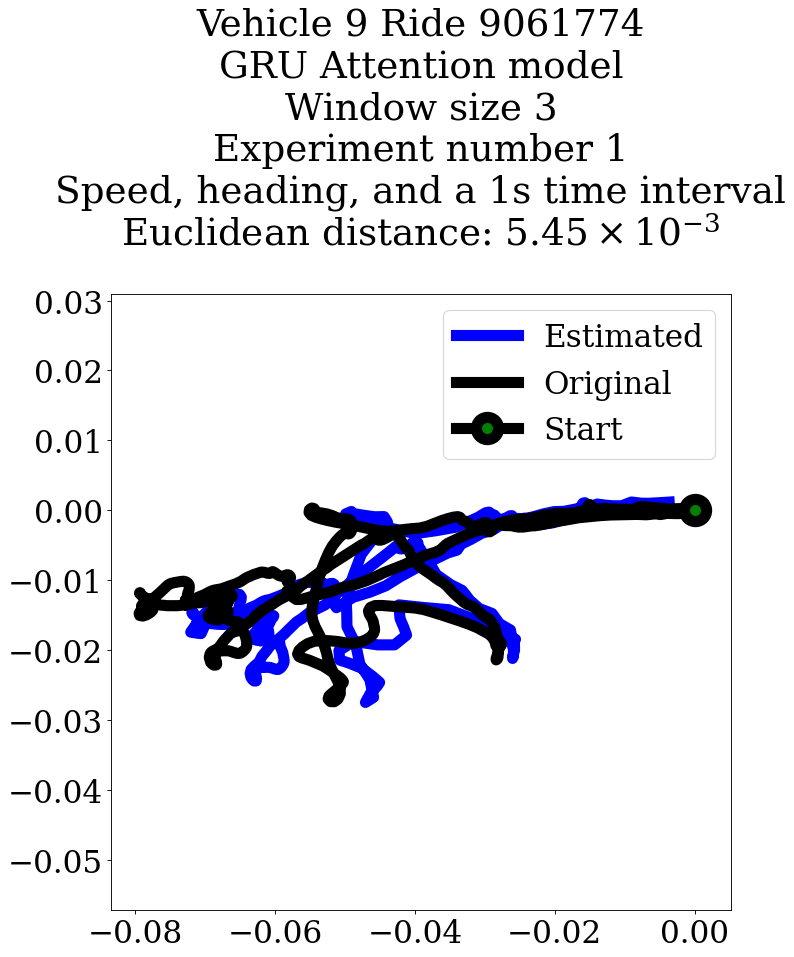 Vehicle 9 Ride 9061774
GRU Attention model
Window size 3
Experiment number 1
Speed, heading, and a 1s time interval
Euclidean distance: 5.45 × 10⁻³
0.03
Estimated
0.02
Original
0.01
Start
0.00
−0.01
−0.02
−0.03
−0.04
−0.05
−0.08 −0.06 −0.04 −0.02 0.00